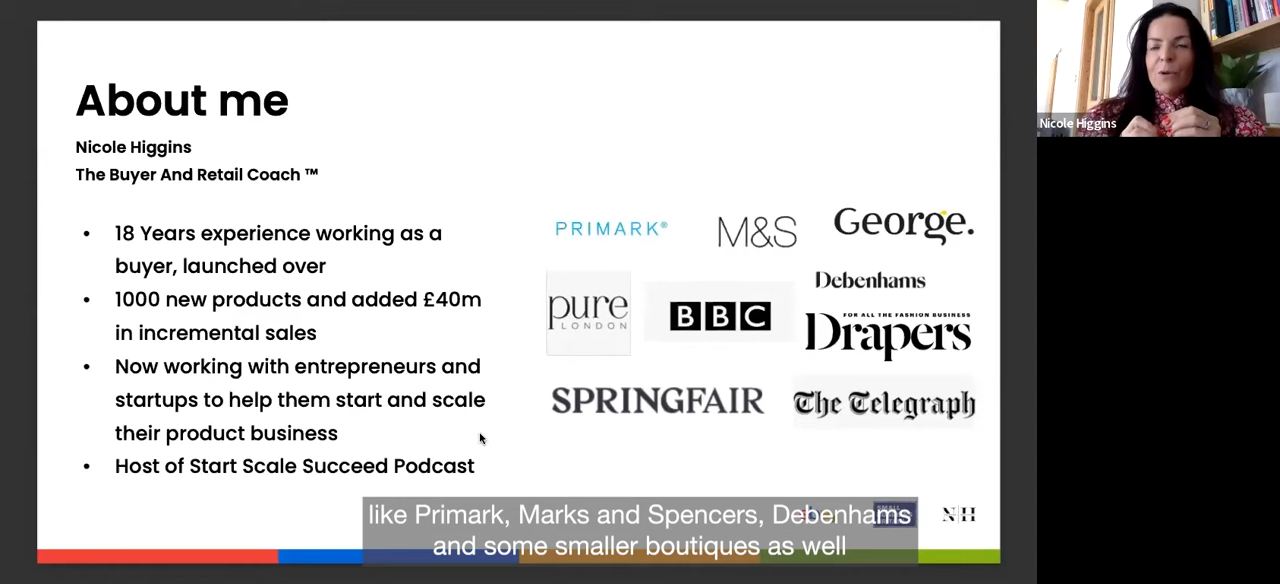 About me
Nicole Higgins
The Buyer And Retail Coach ™
• 18 Years experience working as a
buyer, launched over
• 1000 new products and added £40m
in incremental sales
• Now working with entrepreneurs and
startups to help them start and scale
their product business
• Host of Start Scale Succeed Podcast
PRIMARK®
M&S
George.
pure
LONDON
BBC
Debenhams
FOR ALL THE FASHION BUSINESS
Drapers
SPRINGFAIR
The Telegraph
NH
like Primark, Marks and Spencers, Debenhams
and some smaller boutiques as well
Nicole Higgins